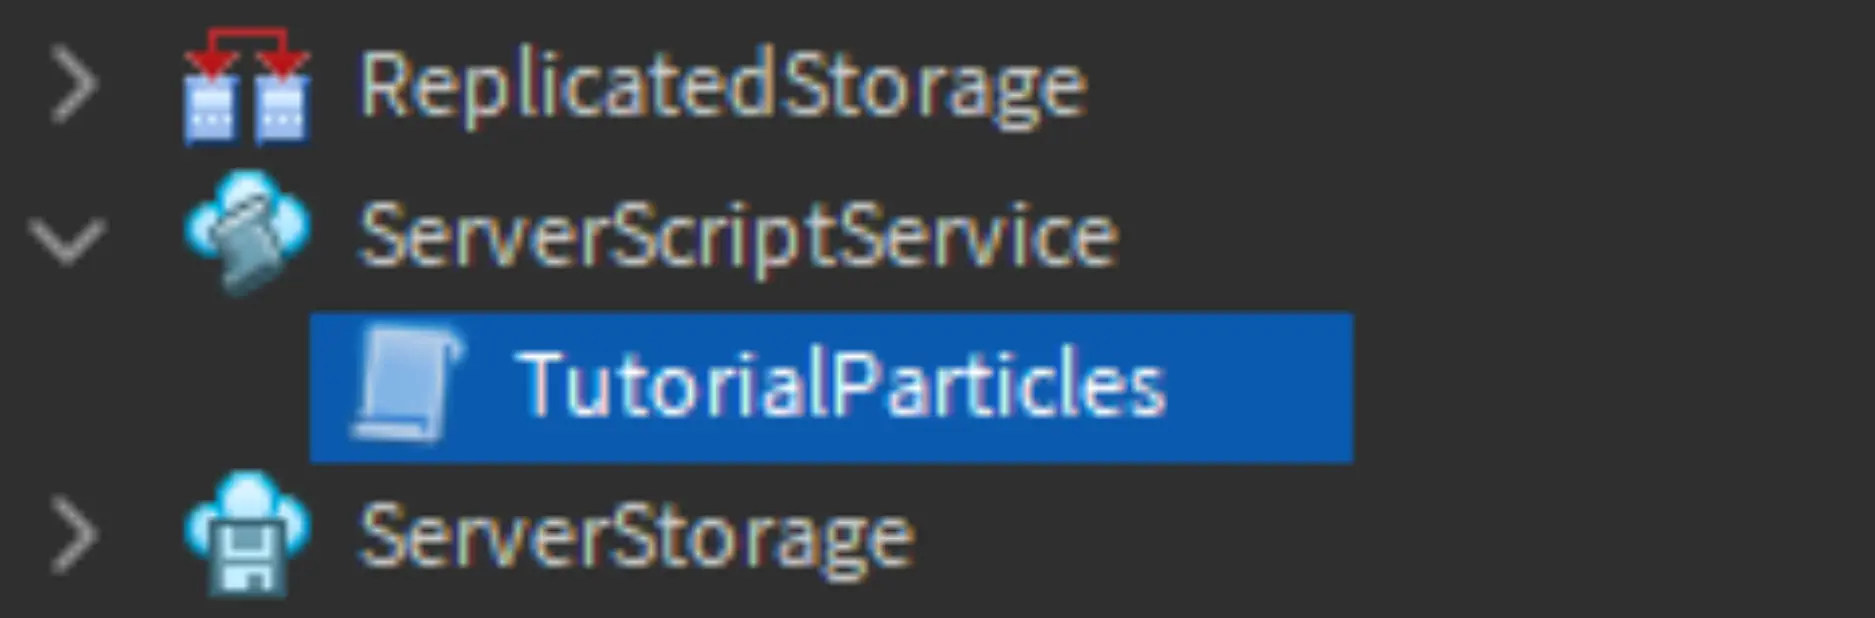 ReplicatedStorage
ServerScriptService
TutorialParticles
ServerStorage